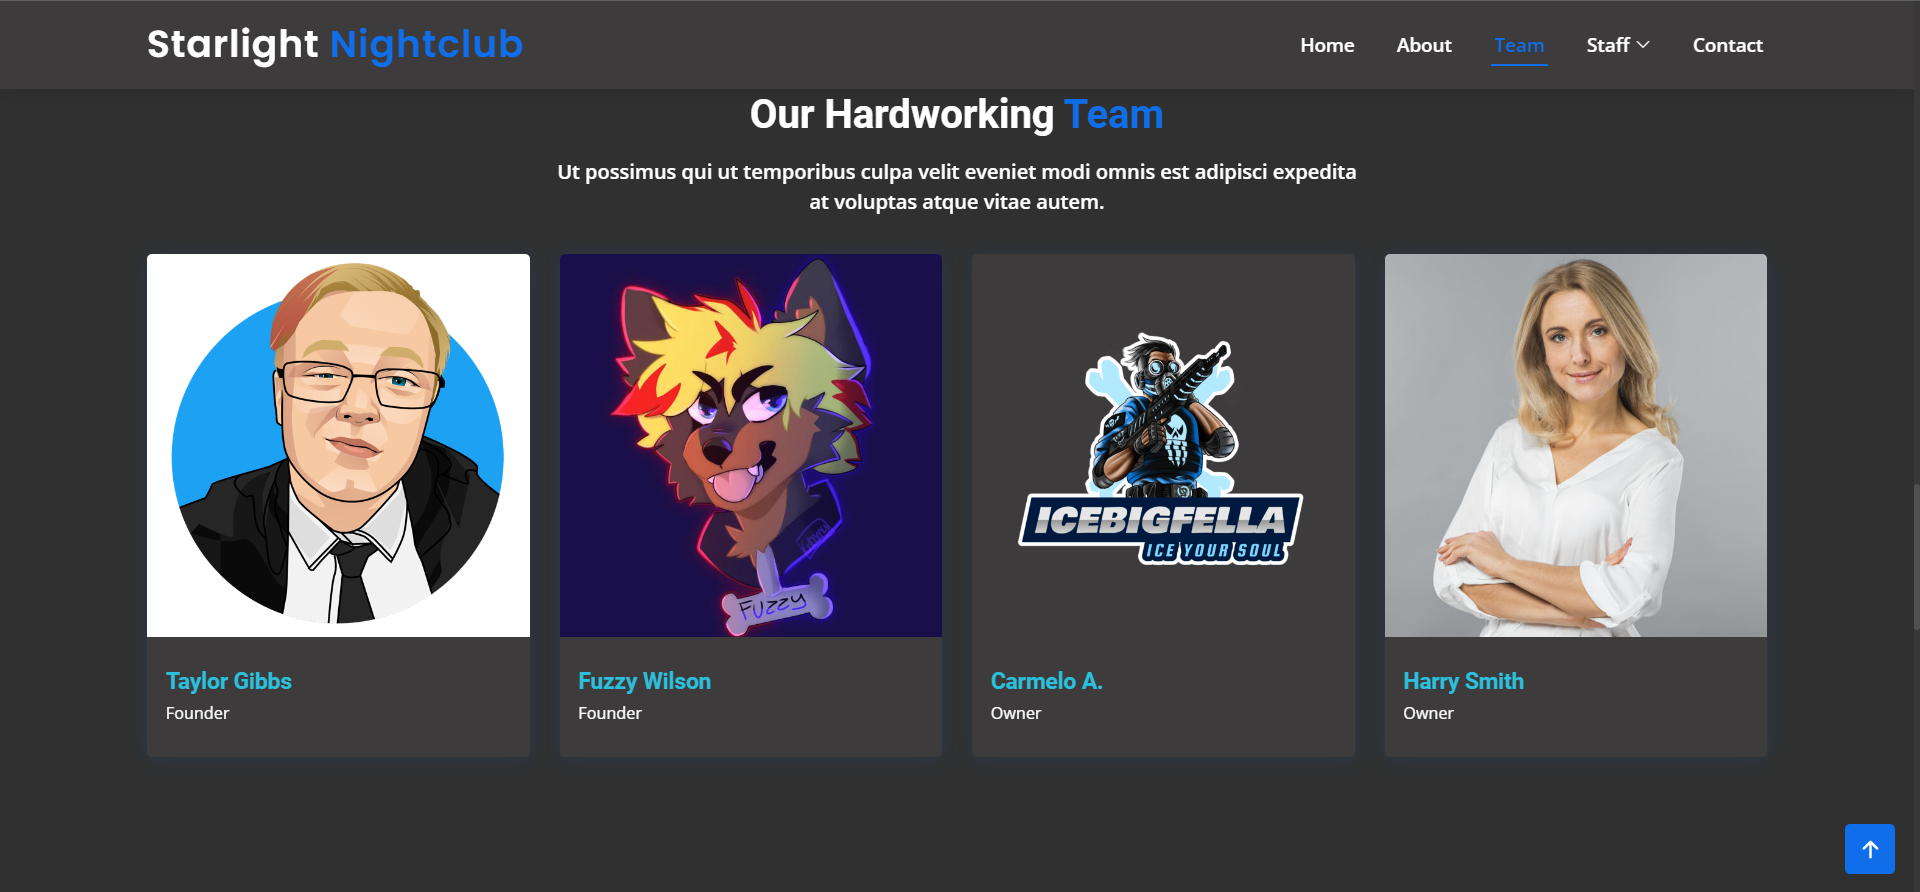 Starlight Nightclub
Home
About
Team
Staff
Contact
Our Hardworking Team
Ut possimus qui ut temporibus culpa velit eveniet modi omnis est adipisci expedita
at voluptas atque vitae autem.
FUZZY
ICEBIGFELLA
ICE YOUR SOUL
Taylor Gibbs
Founder
Fuzzy Wilson
Founder
Carmelo A.
Owner
Harry Smith
Owner